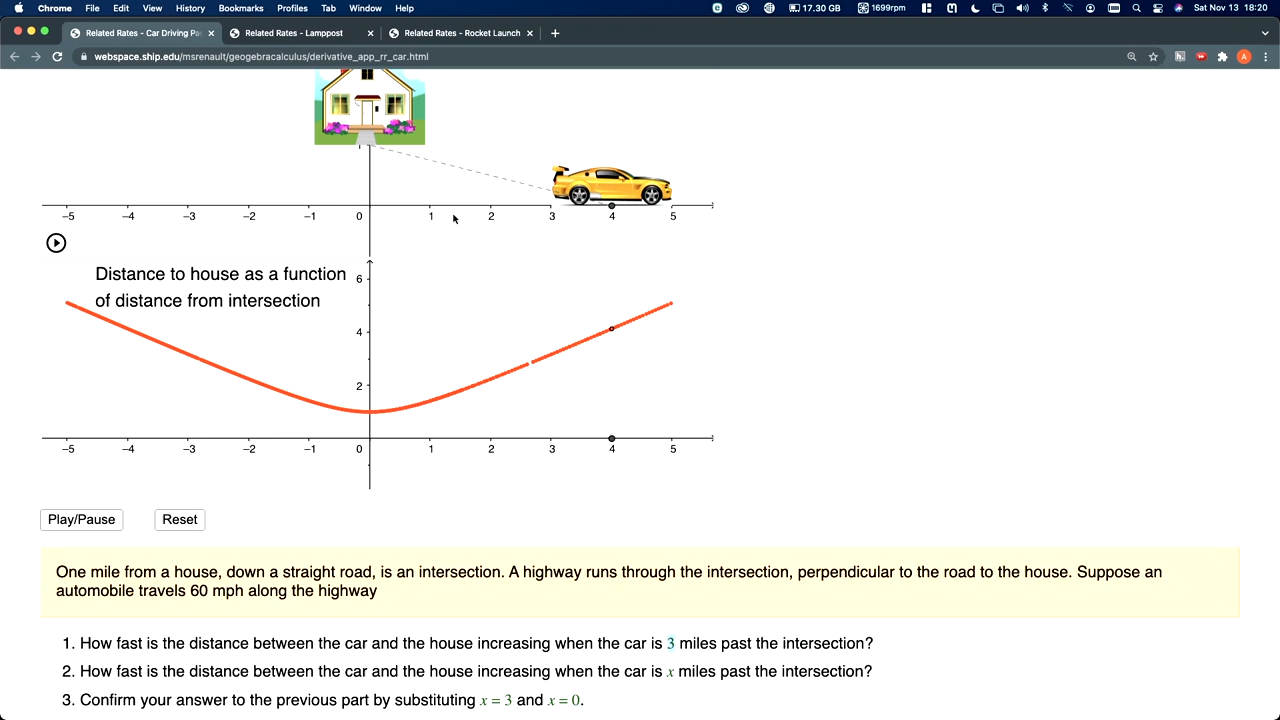 Chrome File Edit View History Bookmarks Profiles Tab Window Help 17.30 GB 1699rpm Sat Nov 13 18:20
Related Rates - Car Driving Pa × Related Rates - Lamppost × Related Rates - Rocket Launch × +
webspace.ship.edu/msrenault/geogebracalculus/derivative_app_rr_car.html A
-5 -4 -3 -2 -1 0 1 2 3 4 5
Distance to house as a function
of distance from intersection
6
4
2
-5 -4 -3 -2 -1 0 1 2 3 4 5
Play/Pause Reset
One mile from a house, down a straight road, is an intersection. A highway runs through the intersection, perpendicular to the road to the house. Suppose an
automobile travels 60 mph along the highway
1. How fast is the distance between the car and the house increasing when the car is 3 miles past the intersection?
2. How fast is the distance between the car and the house increasing when the car is x miles past the intersection?
3. Confirm your answer to the previous part by substituting x = 3 and x = 0.